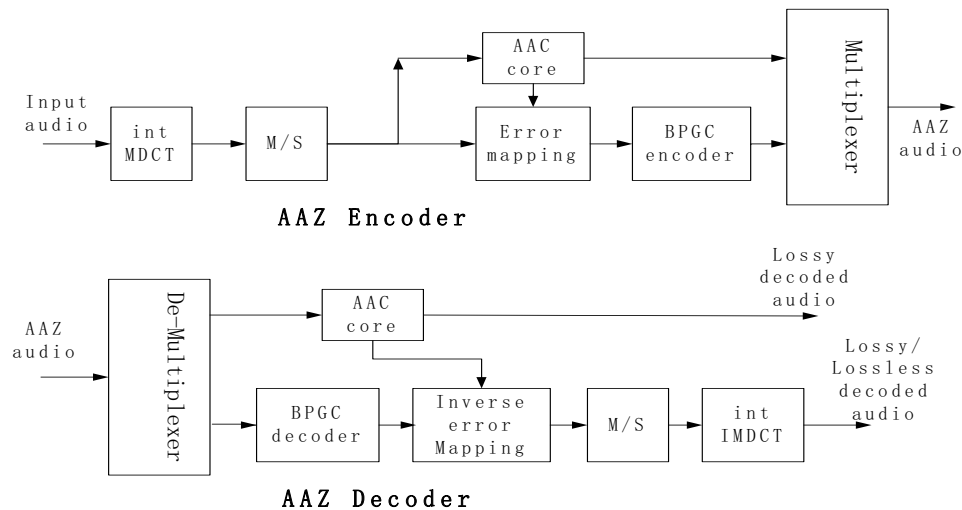 Input
audio
int
MDCT
M/S
AAC
core
Error
mapping
BPGC
encoder
Multiplexer
AAZ
audio
AAZ Encoder
AAZ
audio
De-Multiplexer
AAC
core
Lossy
decoded
audio
BPGC
decoder
Inverse
error
Mapping
M/S
int
IMDCT
Lossy/
Lossless
decoded
audio
AAZ Decoder